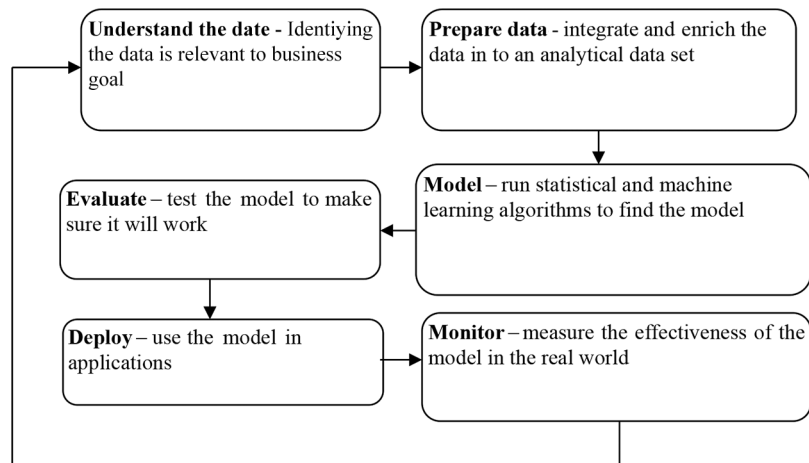 Understand the date - Identiying
the data is relevant to business
goal
Prepare data - integrate and enrich the
data in to an analytical data set
Model – run statistical and machine
learning algorithms to find the model
Evaluate – test the model to make
sure it will work
Deploy – use the model in
applications
Monitor – measure the effectiveness of the
model in the real world